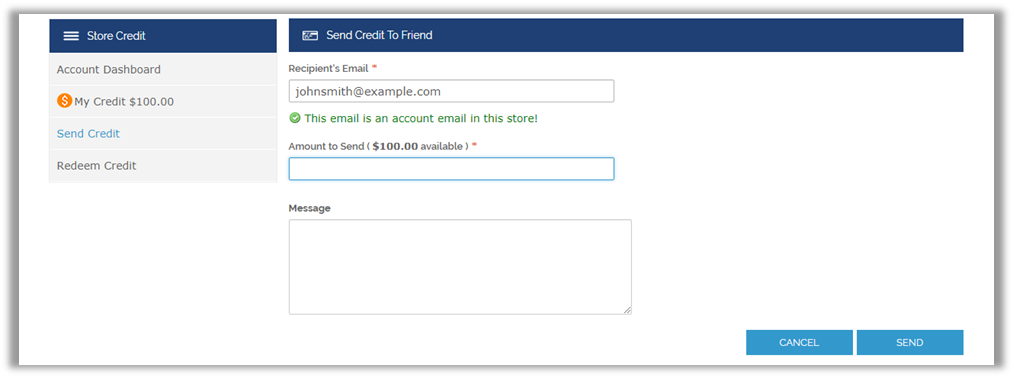 Store Credit
Account Dashboard
My Credit $100.00
Send Credit
Redeem Credit
Send Credit To Friend
Recipient's Email *
johnsmith@example.com
This email is an account email in this store!
Amount to Send ( $100.00 available ) *
Message
CANCEL SEND